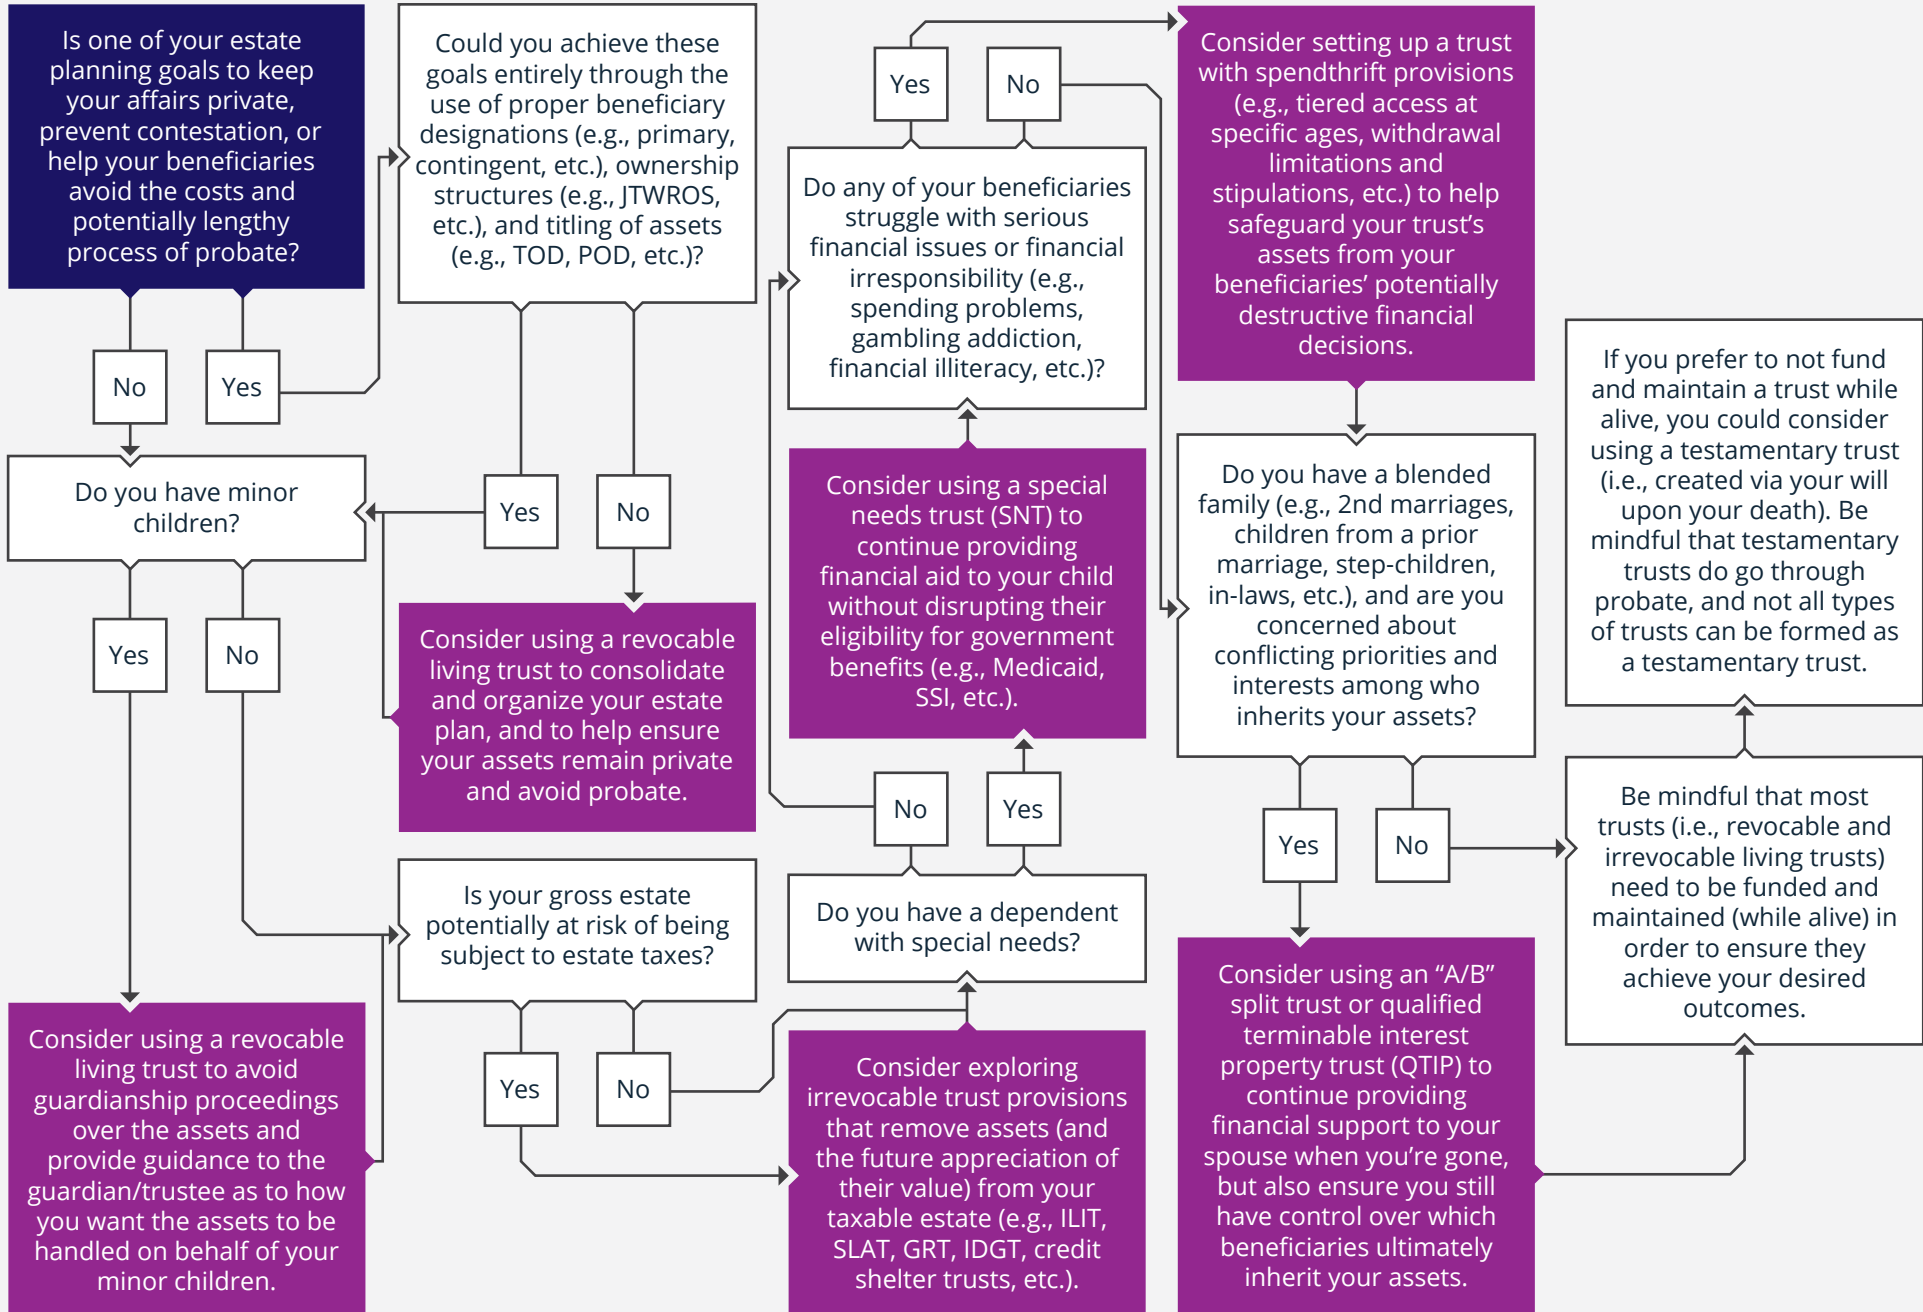 Is one of your estate
planning goals to keep
your affairs private,
prevent contestation, or
help your beneficiaries
avoid the costs and
potentially lengthy
process of probate?
No
Yes
Could you achieve these
goals entirely through the
use of proper beneficiary
designations (e.g., primary,
contingent, etc.), ownership
structures (e.g., JTWROS,
etc.), and titling of assets
(e.g., TOD, POD, etc.)?
Yes
No
Consider using a revocable
living trust to consolidate
and organize your estate
plan, and to help ensure
your assets remain private
and avoid probate.
Do you have minor
children?
Yes
No
Consider using a revocable
living trust to avoid
guardianship proceedings
over the assets and
provide guidance to the
guardian/trustee as to how
you want the assets to be
handled on behalf of your
minor children.
Is your gross estate
potentially at risk of being
subject to estate taxes?
Yes
No
Consider exploring
irrevocable trust provisions
that remove assets (and
the future appreciation of
their value) from your
taxable estate (e.g., ILIT,
SLAT, GRT, IDGT, credit
shelter trusts, etc.).
Do you have a dependent
with special needs?
No
Yes
Consider using a special
needs trust (SNT) to
continue providing
financial aid to your child
without disrupting their
eligibility for government
benefits (e.g., Medicaid,
SSI, etc.).
Do any of your beneficiaries
struggle with serious
financial issues or financial
irresponsibility (e.g.,
spending problems,
gambling addiction,
financial illiteracy, etc.)?
Yes
No
Consider setting up a trust
with spendthrift provisions
(e.g., tiered access at
specific ages, withdrawal
limitations and
stipulations, etc.) to help
safeguard your trust's
assets from your
beneficiaries' potentially
destructive financial
decisions.
Do you have a blended
family (e.g., 2nd marriages,
children from a prior
marriage, step-children,
in-laws, etc.), and are you
concerned about
conflicting priorities and
interests among who
inherits your assets?
Yes
No
Consider using an “A/B”
split trust or qualified
terminable interest
property trust (QTIP) to
continue providing
financial support to your
spouse when you’re gone,
but also ensure you still
have control over which
beneficiaries ultimately
inherit your assets.
Be mindful that most
trusts (i.e., revocable and
irrevocable living trusts)
need to be funded and
maintained (while alive) in
order to ensure they
achieve your desired
outcomes.
If you prefer to not fund
and maintain a trust while
alive, you could consider
using a testamentary trust
(i.e., created via your will
upon your death). Be
mindful that testamentary
trusts do go through
probate, and not all types
of trusts can be formed as
a testamentary trust.